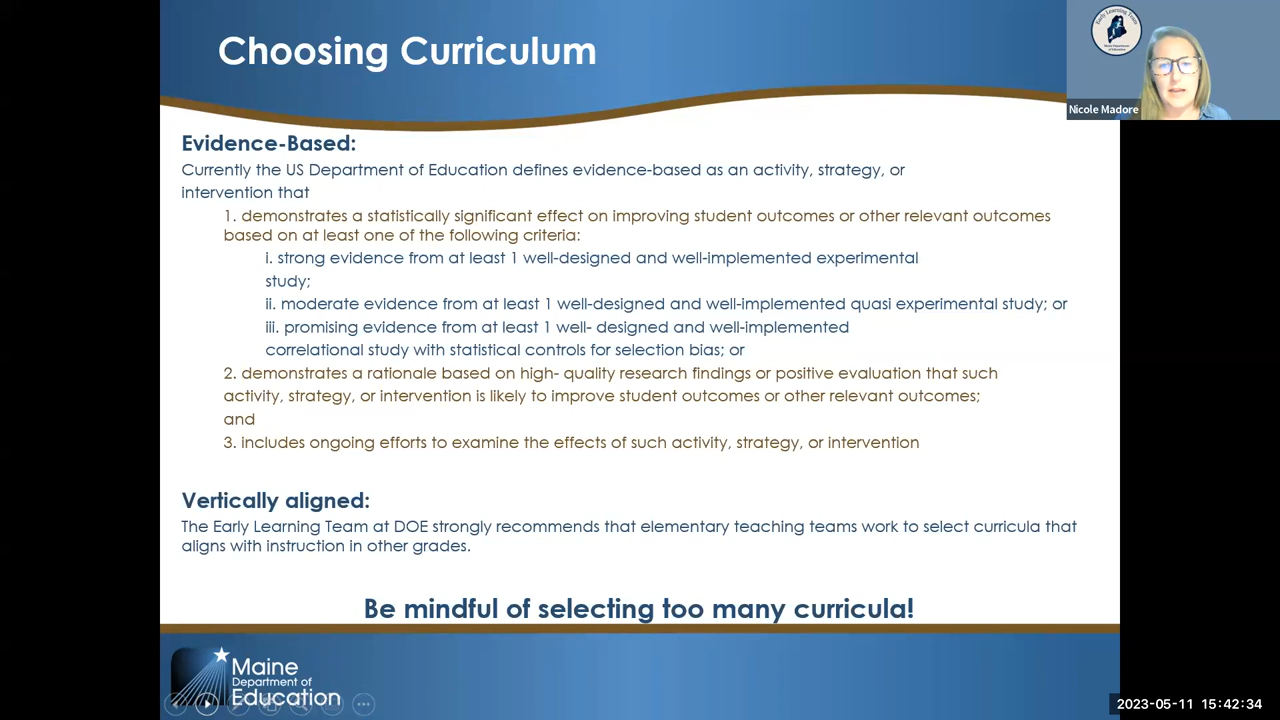 Choosing Curriculum
Early Learning Team
Maine Department
of Education
Nicole Madore
Evidence-Based:
Currently the US Department of Education defines evidence-based as an activity, strategy, or
intervention that
1. demonstrates a statistically significant effect on improving student outcomes or other relevant outcomes
based on at least one of the following criteria:
i. strong evidence from at least 1 well-designed and well-implemented experimental
study;
ii. moderate evidence from at least 1 well-designed and well-implemented quasi experimental study; or
iii. promising evidence from at least 1 well- designed and well-implemented
correlational study with statistical controls for selection bias; or
2. demonstrates a rationale based on high- quality research findings or positive evaluation that such
activity, strategy, or intervention is likely to improve student outcomes or other relevant outcomes;
and
3. includes ongoing efforts to examine the effects of such activity, strategy, or intervention
Vertically aligned:
The Early Learning Team at DOE strongly recommends that elementary teaching teams work to select curricula that
aligns with instruction in other grades.
Be mindful of selecting too many curricula!
Maine
Department of
Education
2023-05-11 15:42:34